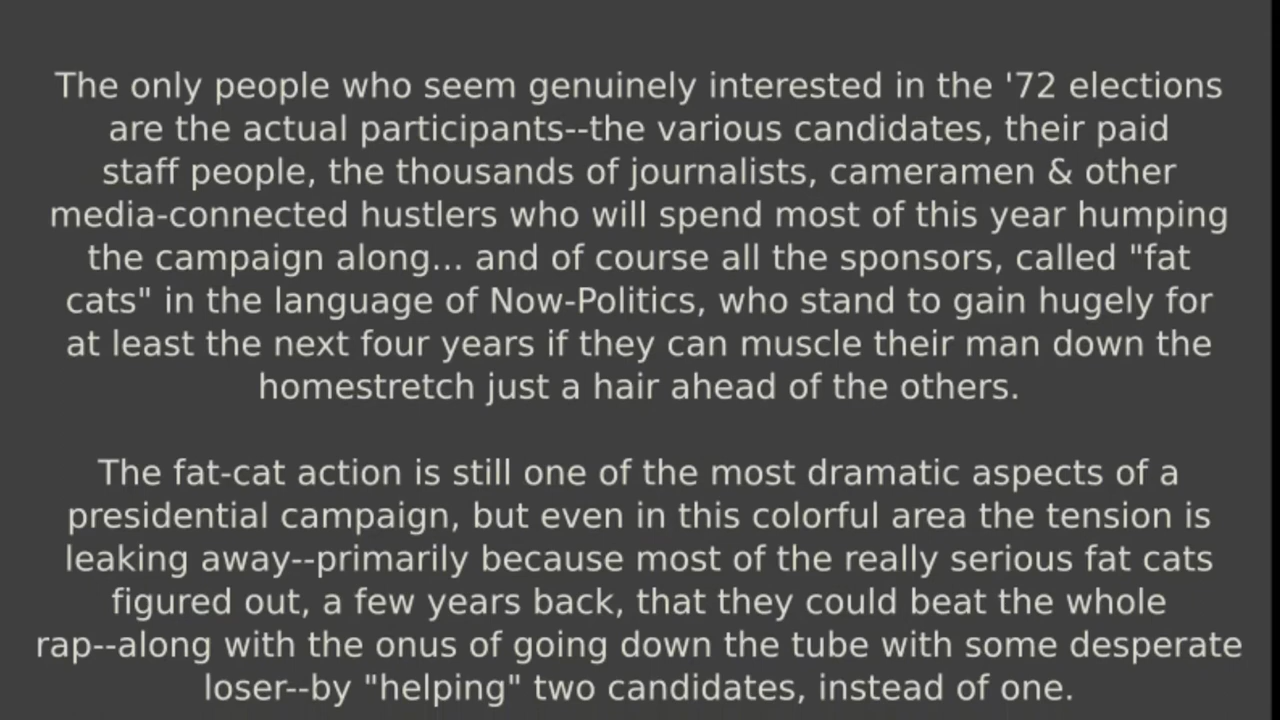 The only people who seem genuinely interested in the '72 elections
are the actual participants--the various candidates, their paid
staff people, the thousands of journalists, cameramen & other
media-connected hustlers who will spend most of this year humping
the campaign along... and of course all the sponsors, called "fat
cats" in the language of Now-Politics, who stand to gain hugely for
at least the next four years if they can muscle their man down the
homestretch just a hair ahead of the others.
The fat-cat action is still one of the most dramatic aspects of a
presidential campaign, but even in this colorful area the tension is
leaking away--primarily because most of the really serious fat cats
figured out, a few years back, that they could beat the whole
rap--along with the onus of going down the tube with some desperate
loser--by "helping" two candidates, instead of one.